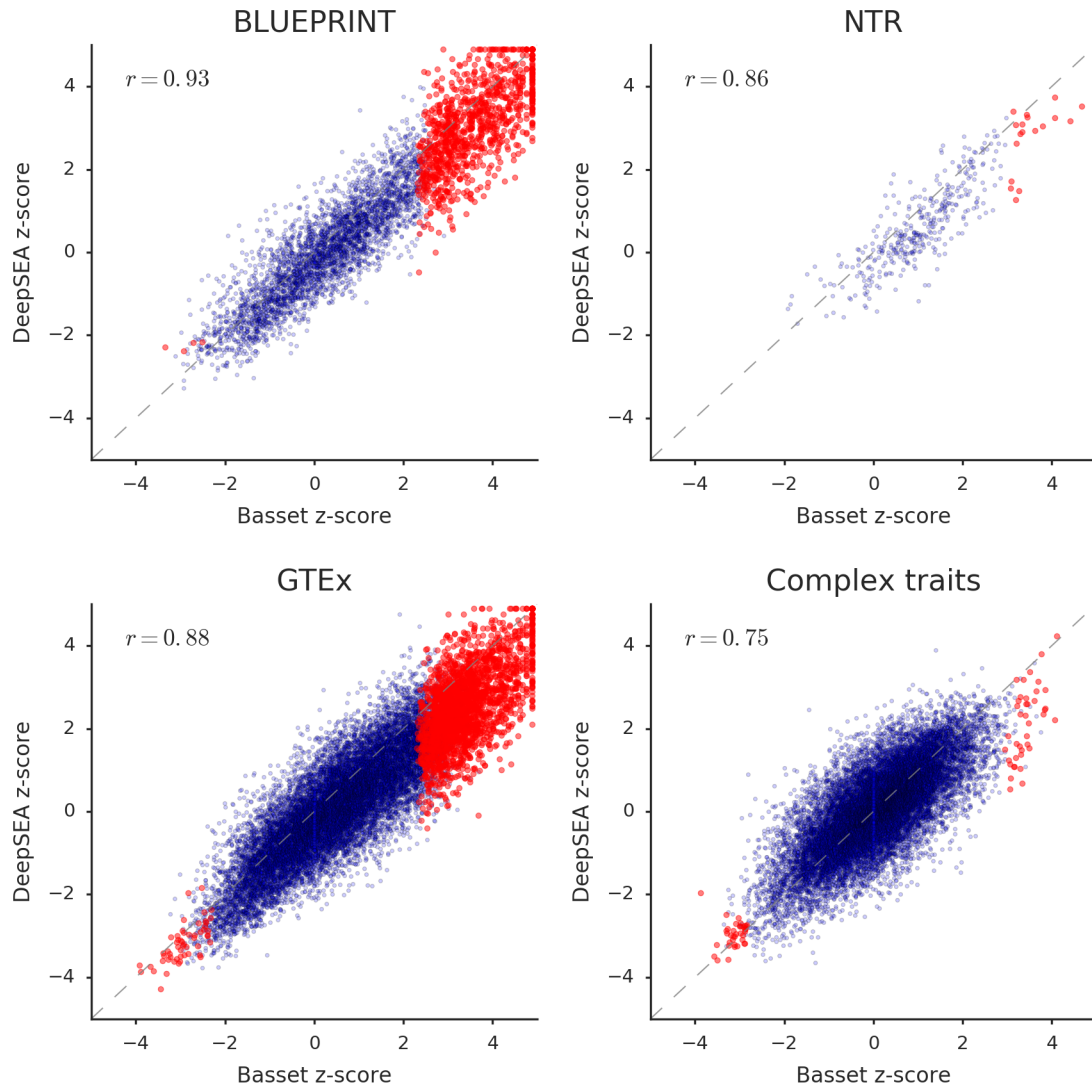 BLUEPRINT
r = 0.93
4
2
0
−2
−4
−4 −2 0 2 4
DeepSEA z-score
Basset z-score
NTR
r = 0.86
4
2
0
−2
−4
−4 −2 0 2 4
DeepSEA z-score
Basset z-score
GTEx
r = 0.88
4
2
0
−2
−4
−4 −2 0 2 4
DeepSEA z-score
Basset z-score
Complex traits
r = 0.75
4
2
0
−2
−4
−4 −2 0 2 4
DeepSEA z-score
Basset z-score